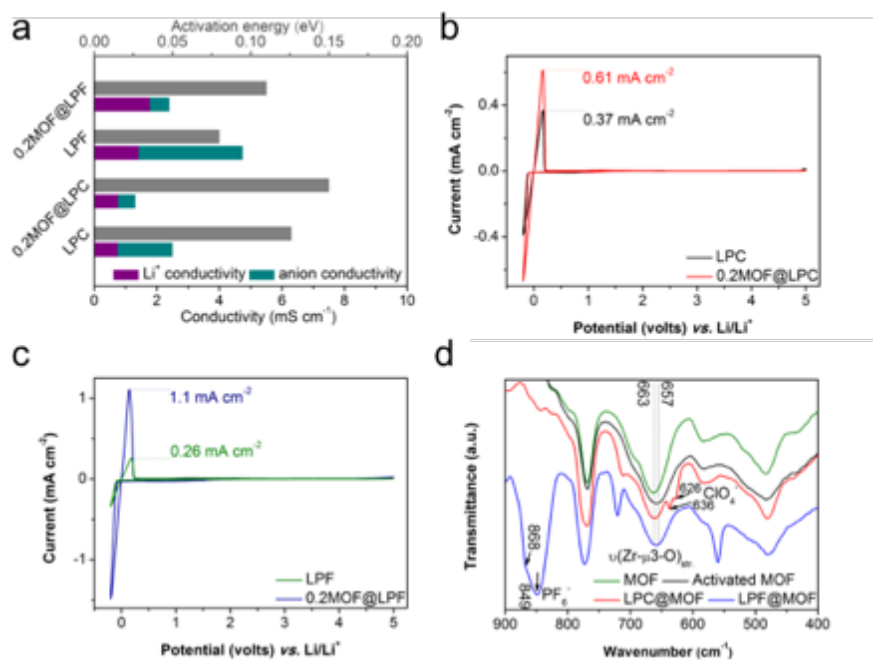 a
Activation energy (eV)
0.00 0.05 0.10 0.15 0.20
0.2MOF@LPF
LPF
0.2MOF@LPC
LPC
Li⁺ conductivity anion conductivity
0 2 4 6 8 10
Conductivity (mS cm⁻¹)
b
Current (mA cm⁻²)
0.4
0.0
-0.4
0.61 mA cm⁻²
0.37 mA cm⁻²
LPC
0.2MOF@LPC
0 1 2 3 4 5
Potential (volts) vs. Li/Li⁺
c
Current (mA cm⁻²)
1
0
-1
1.1 mA cm⁻²
0.26 mA cm⁻²
LPF
0.2MOF@LPF
0 1 2 3 4 5
Potential (volts) vs. Li/Li⁺
d
Transmittance (a.u.)
663
657
626 ClO₄⁻
636
868
849
PF₆⁻
υ(Zr-μ3-O)str.
MOF Activated MOF
LPC@MOF LPF@MOF
900 800 700 600 500 400
Wavenumber (cm⁻¹)